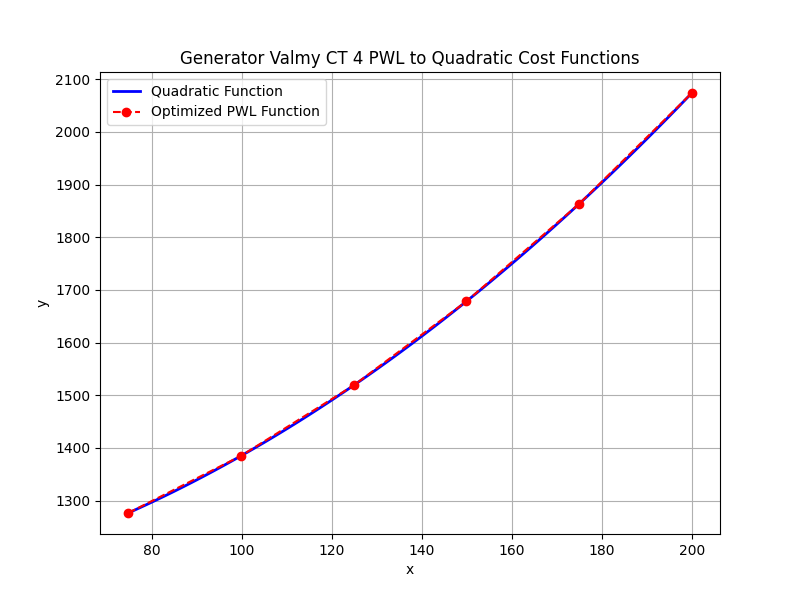 Generator Valmy CT 4 PWL to Quadratic Cost Functions
Quadratic Function
Optimized PWL Function
2100
2000
1900
1800
1700
1600
1500
1400
1300
y
80 100 120 140 160 180 200
x